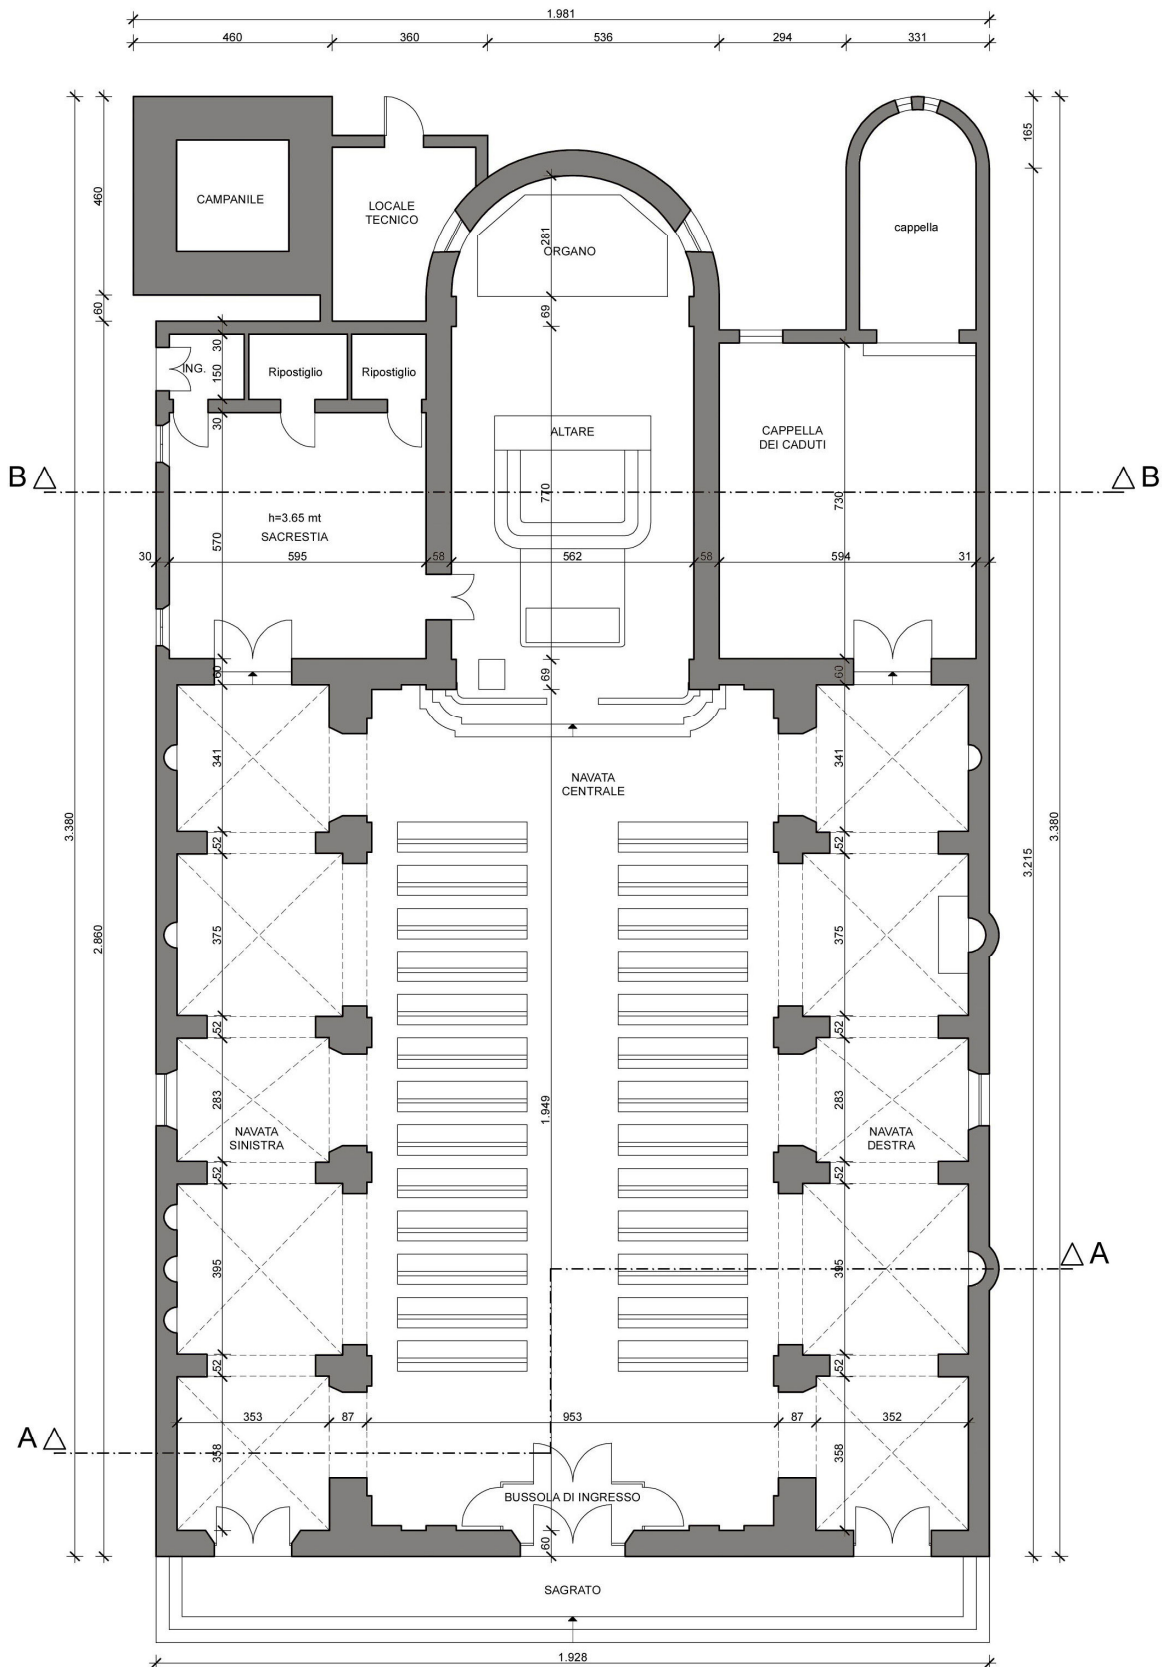 1.981
460
360
536
294
331
165
460
CAMPANILE
LOCALE
TECNICO
cappella
281
ORGANO
60
69
30
ING.
150
Ripostiglio
Ripostiglio
30
ALTARE
CAPPELLA
DEI CADUTI
B
B
770
730
h=3.65 mt
SACRESTIA
570
30
595
58
562
58
594
31
60
69
60
341
NAVATA
CENTRALE
341
3.380
52
52
3.380
3.215
2.860
375
375
52
52
283
1.949
283
NAVATA
SINISTRA
NAVATA
DESTRA
52
52
395
395
A
52
52
353
87
953
87
352
A
358
358
BUSSOLA DI INGRESSO
60
SAGRATO
1.928